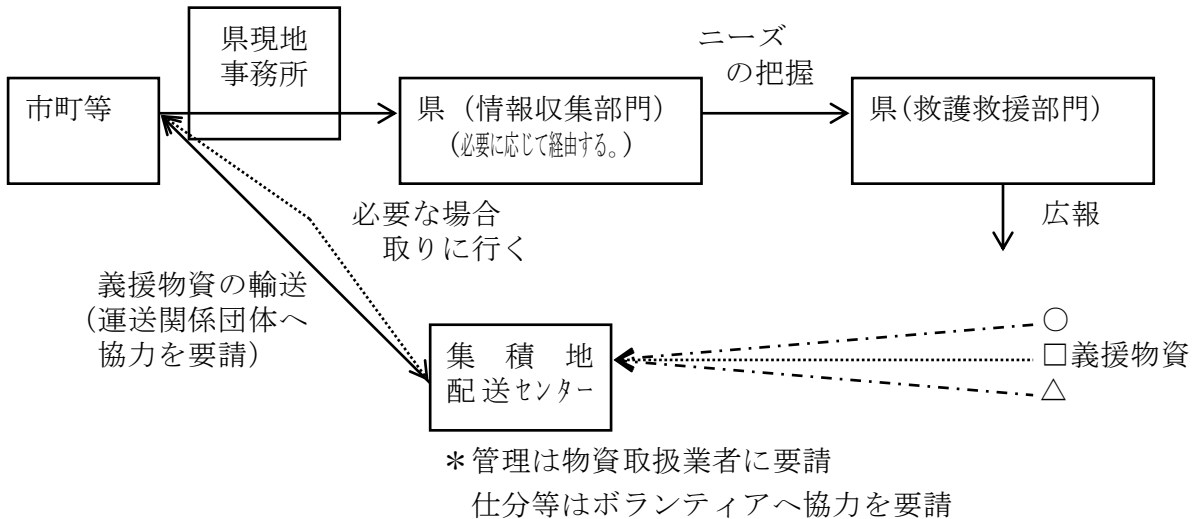 県現地
事務所
ニーズ
の把握
市町等
県（情報収集部門）
（必要に応じて経由する。）
県（救護救援部門）
必要な場合
取りに行く
広報
義援物資の輸送
（運送関係団体へ
協力を要請）
集積地
配送センター
○
□義援物資
△
＊管理は物資取扱業者に要請
仕分等はボランティアへ協力を要請